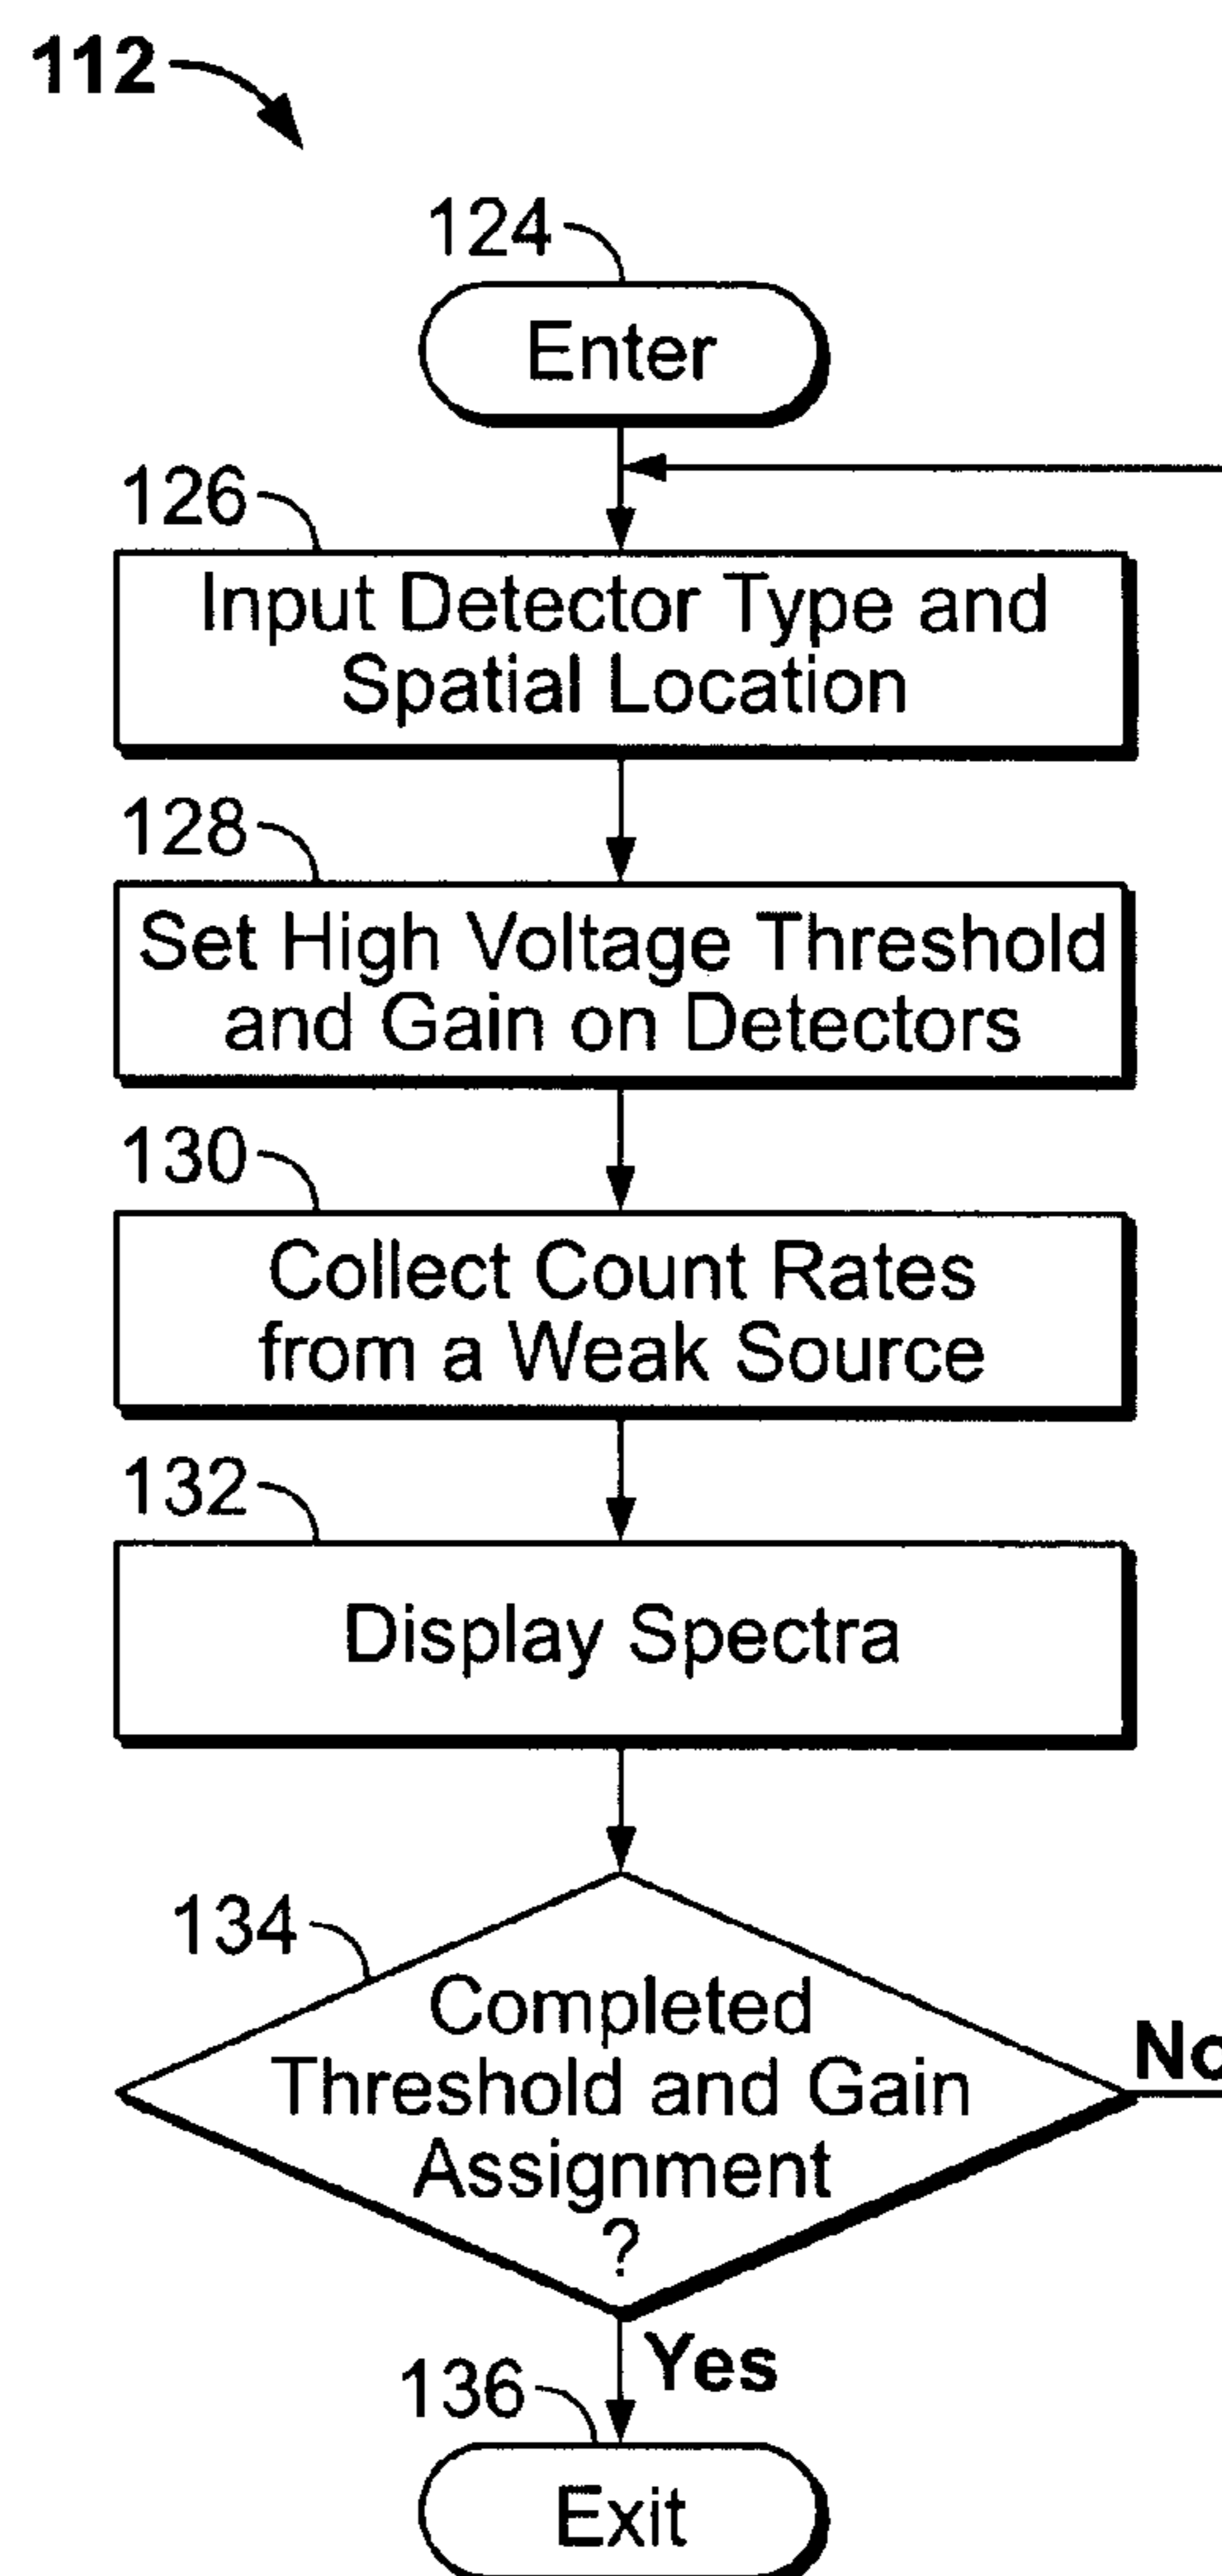 112
124
Enter
126
Input Detector Type and
Spatial Location
128
Set High Voltage Threshold
and Gain on Detectors
130
Collect Count Rates
from a Weak Source
132
Display Spectra
134
Completed
Threshold and Gain
Assignment
?
No
Yes
136
Exit